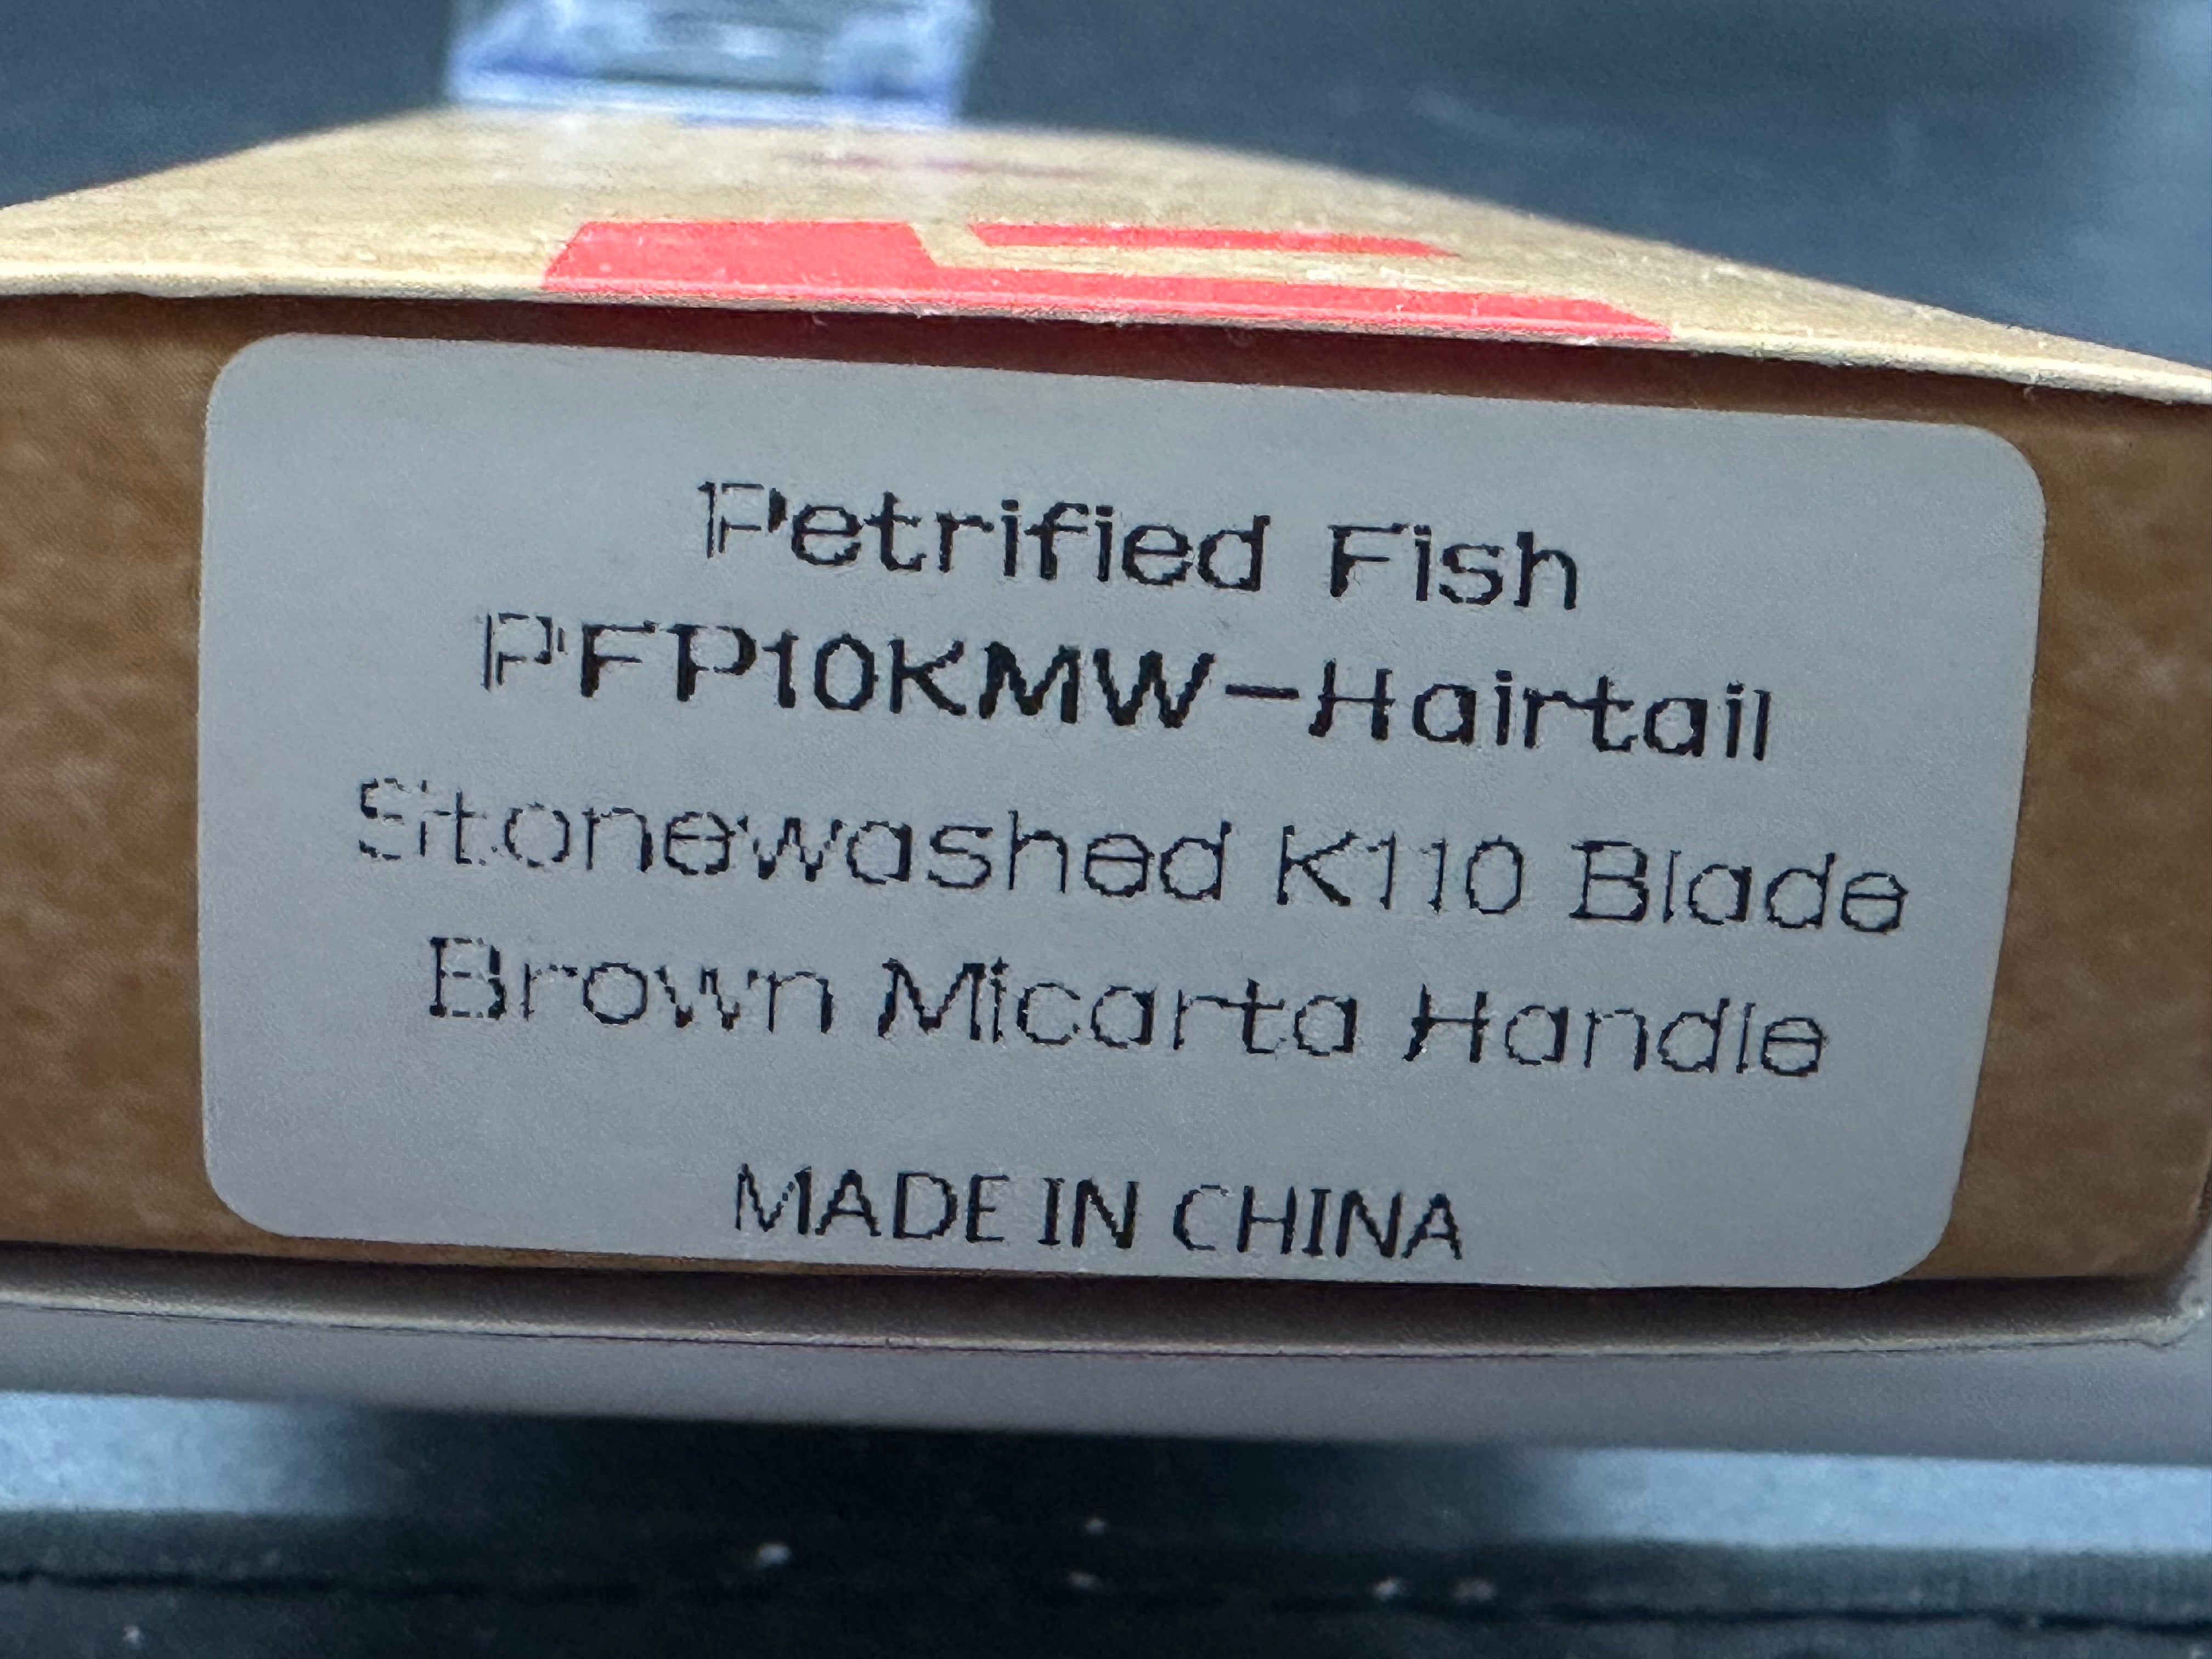 Petrified Fish
PFP10KMW-Hairtail
Stonewashed K110 Blade
Brown Micarta Handle
MADE IN CHINA